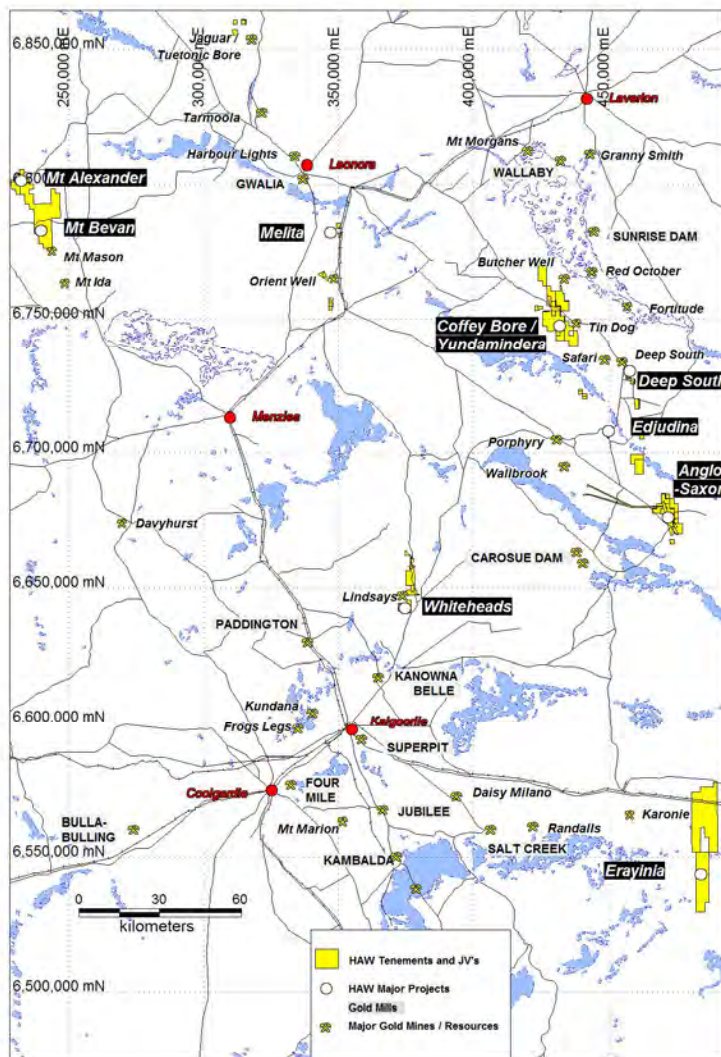 250,000 mE
300,000 mE
350,000 mE
400,000 mE
450,000 mE
6,850,000 mN
Jaguar /
Tuetonic Bore
Laverton
Tarmoola
Mt Morgans
Harbour Lights
Leonora
Granny Smith
WALLABY
6,800,000 mN
Mt Alexander
GWALIA
Mt Bevan
Melita
SUNRISE DAM
Mt Mason
Butcher Well
Red October
Mt Ida
Orient Well
Fortitude
6,750,000 mN
Coffey Bore /
Yundamindera
Tin Dog
Safari
Deep South
Deep South
Menzies
6,700,000 mN
Edjudina
Porphyry
Wallbrook
Anglo
-Saxon
Davyhurst
CAROSUE DAM
6,650,000 mN
Lindsays
Whiteheads
PADDINGTON
KANOWNA
BELLE
Kundana
6,600,000 mN
Frogs Legs
Kalgoorlie
SUPERPIT
Coolgardie
FOUR
MILE
Daisy Milano
BULLA-
BULLING
JUBILEE
Karonie
Mt Marion
Randalls
SALT CREEK
6,550,000 mN
KAMBALDA
Erayinia
0 30 60
kilometers
HAW Tenements and JV's
HAW Major Projects
6,500,000 mN
Gold Mills
Major Gold Mines / Resources